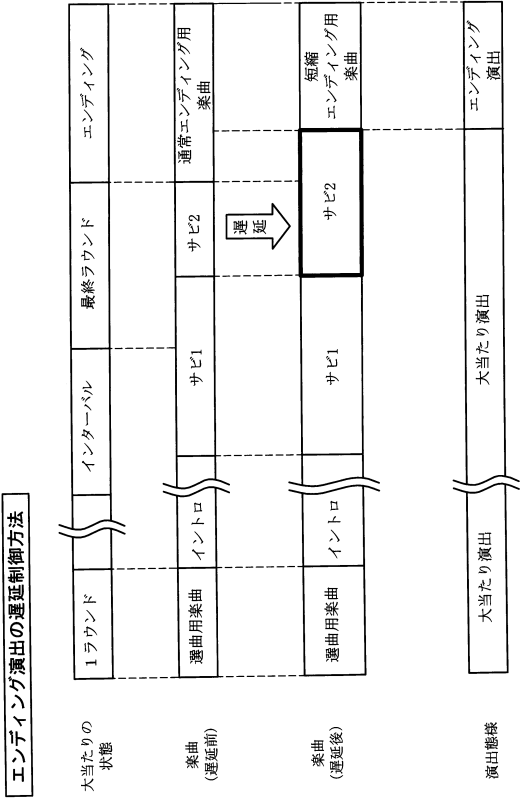 エンディング演出の遅延制御方法
大当たりの
状態
1ラウンド
インターバル
最終ラウンド
エンディング
楽曲
(遅延前)
選曲用楽曲
イントロ
サビ1
サビ2
通常エンディング用
楽曲
遅
延
楽曲
(遅延後)
選曲用楽曲
イントロ
サビ1
サビ2
短縮
エンディング用
楽曲
演出態様
大当たり演出
大当たり演出
エンディング
演出